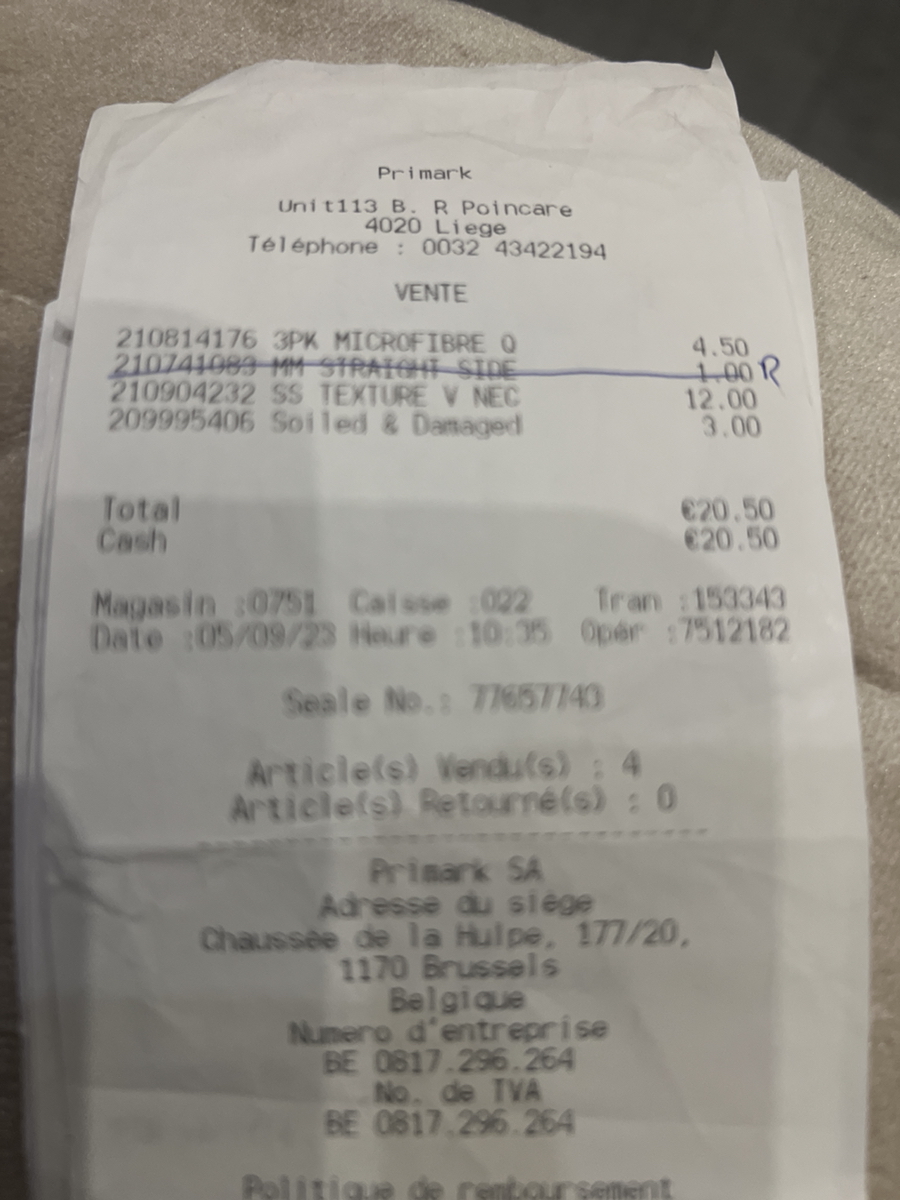 Primark
Unit113 B. R Poincare
4020 Liege
Téléphone : 0032 43422194
VENTE
210814176 3PK MICROFIBRE Q 4.50
210741083 MM STRAIGHT SIDE 1.00 R
210904232 SS TEXTURE V NEC 12.00
209995406 Soiled & Damaged 3.00
Total €20.50
Cash €20.50
Magasin :0751 Caisse :022 Tran :153343
Date :05/09/23 Heure :10:35 Opér :7512182
Seale No.: 77657743
Article(s) Vendu(s) : 4
Article(s) Retourré(s) : 0
Primark SA
Adresse du siège
Chaussée de la Hulpe, 177/20,
1170 Brussels
Belgique
Numero d'entreprise
BE 0817.296.264
No. de TVA
BE 0817.296.264
Politique de remboursement